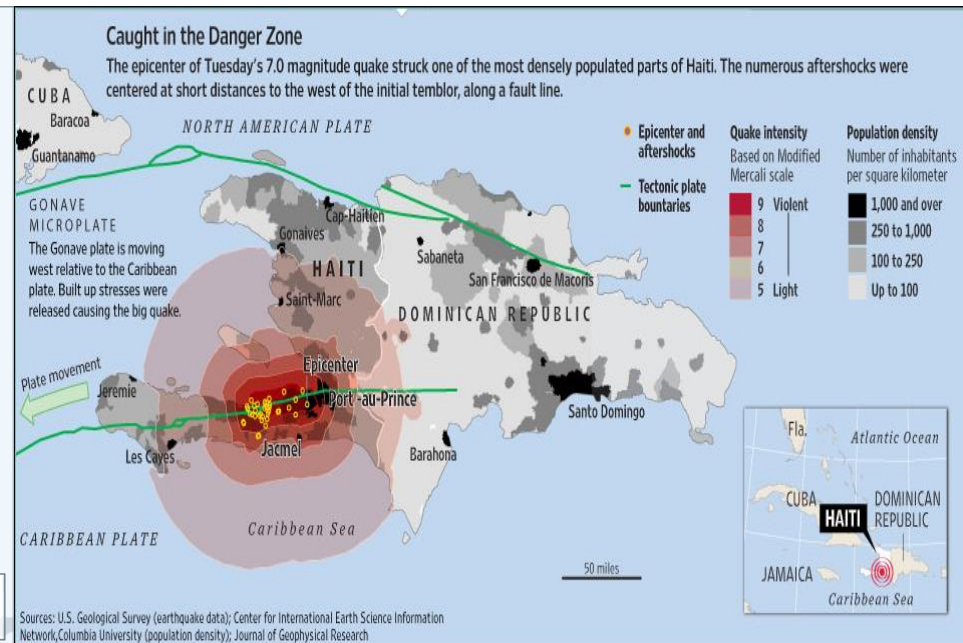 Caught in the Danger Zone
The epicenter of Tuesday's 7.0 magnitude quake struck one of the most densely populated parts of Haiti. The numerous aftershocks were
centered at short distances to the west of the initial temblor, along a fault line.
CUBA
Baracoa
Guantanamo
NORTH AMERICAN PLATE
Epicenter and
aftershocks
Tectonic plate
boundaries
Quake intensity
Based on Modified
Mercali scale
9 Violent
8
7
6
5 Light
Population density
Number of inhabitants
per square kilometer
1,000 and over
250 to 1,000
100 to 250
Up to 100
GONAVE
MICROPLATE
The Gonave plate is moving
west relative to the Caribbean
plate. Built up stresses were
released causing the big quake.
Cap-Haitien
Gonaives
HAITI
Saint-Marc
Sabaneta
San Francisco de Macoris
DOMINICAN REPUBLIC
Plate movement
Epicenter
Port -au-Prince
Jeremie
Les Cayes
Jacmel
Barahona
Santo Domingo
CARIBBEAN PLATE
Caribbean Sea
50 miles
Fla.
Atlantic Ocean
CUBA
DOMINICAN
REPUBLIC
HAITI
JAMAICA
Caribbean Sea
Sources: U.S. Geological Survey (earthquake data); Center for International Earth Science Information
Network,Columbia University (population density); Journal of Geophysical Research